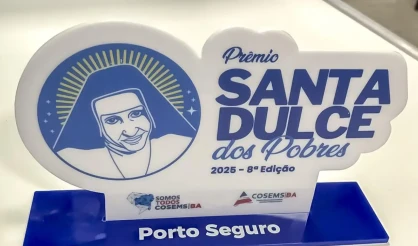 Prêmio
SANTA
DULCE
dos Pobres
2025 - 8ª Edição
SOMOS
TODOS
COSEMS/BA
COSEMS/BA
Porto Seguro